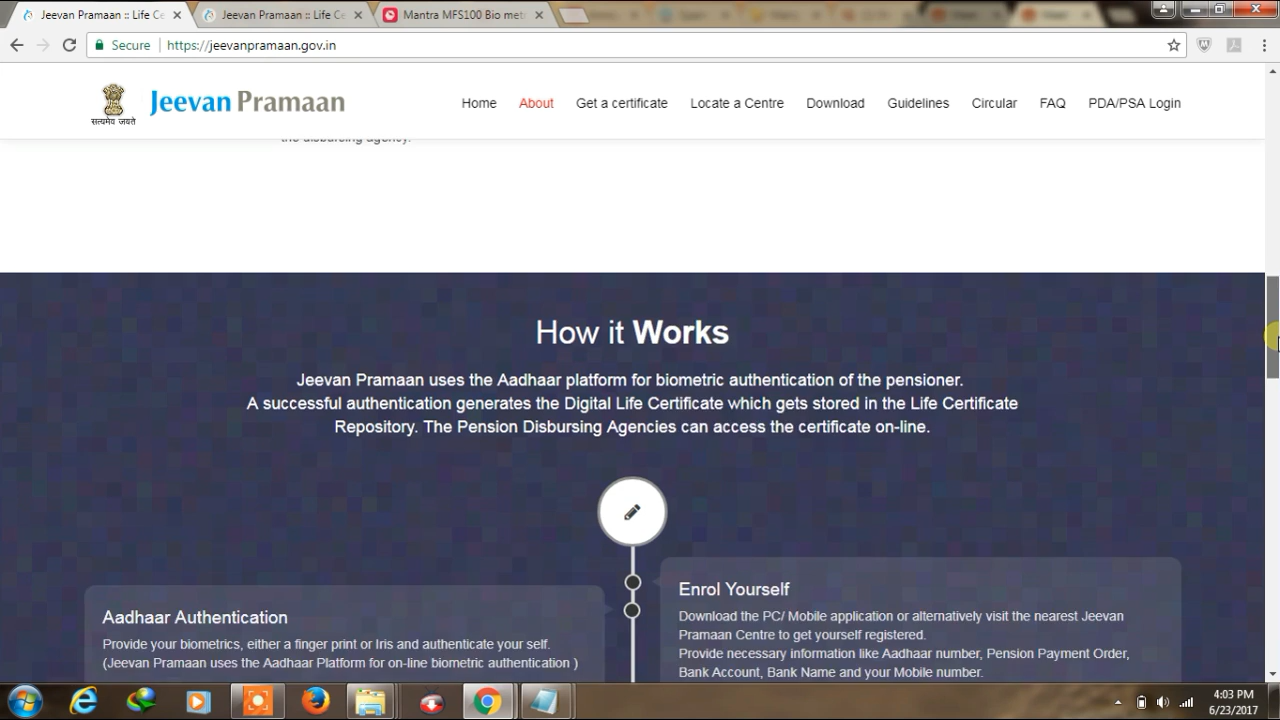 Jeevan Pramaan :: Life Ce
Jeevan Pramaan :: Life Ce
Mantra MFS100 Bio met
Secure
https://jeevanpramaan.gov.in
सत्यमेव जयते
Jeevan Pramaan
Home
About
Get a certificate
Locate a Centre
Download
Guidelines
Circular
FAQ
PDA/PSA Login
the disbursing agency.
How it Works
Jeevan Pramaan uses the Aadhaar platform for biometric authentication of the pensioner.
A successful authentication generates the Digital Life Certificate which gets stored in the Life Certificate
Repository. The Pension Disbursing Agencies can access the certificate on-line.
Enrol Yourself
Download the PC/ Mobile application or alternatively visit the nearest Jeevan
Pramaan Centre to get yourself registered.
Provide necessary information like Aadhaar number, Pension Payment Order,
Bank Account, Bank Name and your Mobile number.
Aadhaar Authentication
Provide your biometrics, either a finger print or Iris and authenticate your self.
(Jeevan Pramaan uses the Aadhaar Platform for on-line biometric authentication )
4:03 PM
6/23/2017